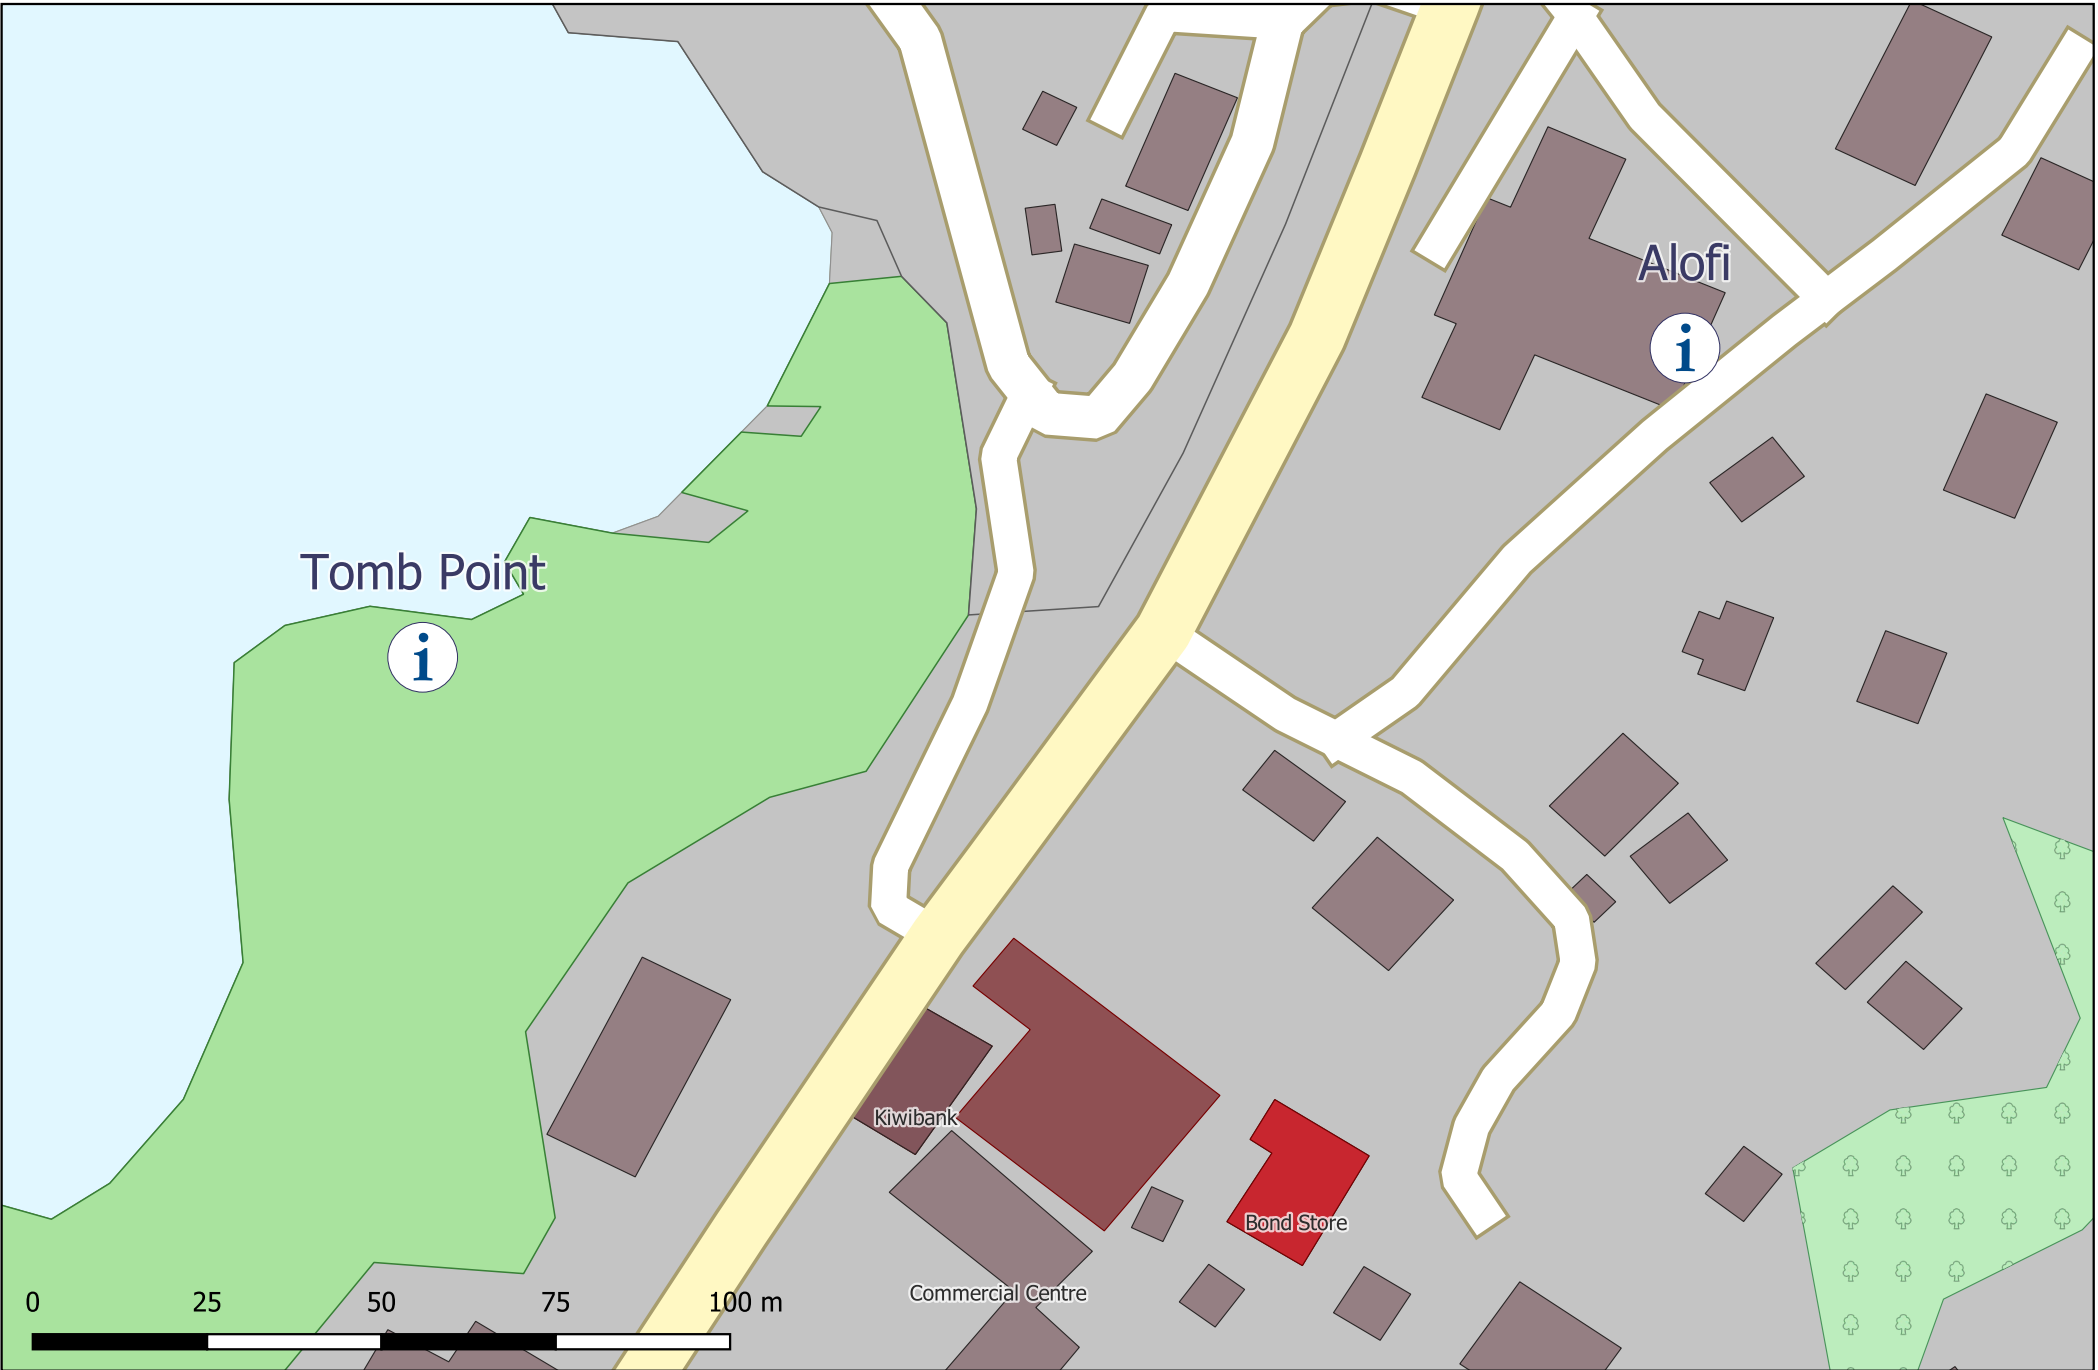 Alofi
i
Tomb Point
i
Kiwibank
Bond Store
Commercial Centre
0 25 50 75 100 m